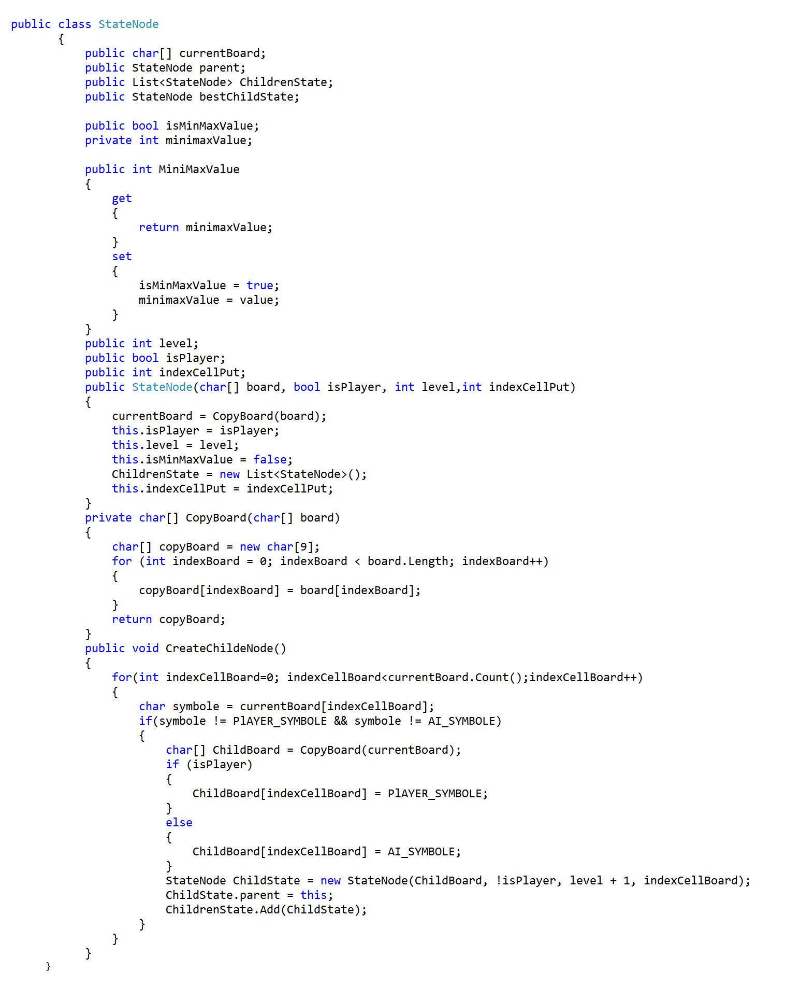 public class StateNode
{
public char[] currentBoard;
public StateNode parent;
public List<StateNode> ChildrenState;
public StateNode bestChildState;
public bool isMinMaxValue;
private int minimaxValue;
public int MiniMaxValue
{
get
{
return minimaxValue;
}
set
{
isMinMaxValue = true;
minimaxValue = value;
}
}
public int level;
public bool isPlayer;
public int indexCellPut;
public StateNode(char[] board, bool isPlayer, int level,int indexCellPut)
{
currentBoard = CopyBoard(board);
this.isPlayer = isPlayer;
this.level = level;
this.isMinMaxValue = false;
ChildrenState = new List<StateNode>();
this.indexCellPut = indexCellPut;
}
private char[] CopyBoard(char[] board)
{
char[] copyBoard = new char[9];
for (int indexBoard = 0; indexBoard < board.Length; indexBoard++)
{
copyBoard[indexBoard] = board[indexBoard];
}
return copyBoard;
}
public void CreateChildeNode()
{
for(int indexCellBoard=0; indexCellBoard<currentBoard.Count();indexCellBoard++)
{
char symbole = currentBoard[indexCellBoard];
if(symbole != PlAYER_SYMBOLE && symbole != AI_SYMBOLE)
{
char[] ChildBoard = CopyBoard(currentBoard);
if (isPlayer)
{
ChildBoard[indexCellBoard] = PlAYER_SYMBOLE;
}
else
{
ChildBoard[indexCellBoard] = AI_SYMBOLE;
}
StateNode ChildState = new StateNode(ChildBoard, !isPlayer, level + 1, indexCellBoard);
ChildState.parent = this;
ChildrenState.Add(ChildState);
}
}
}
}